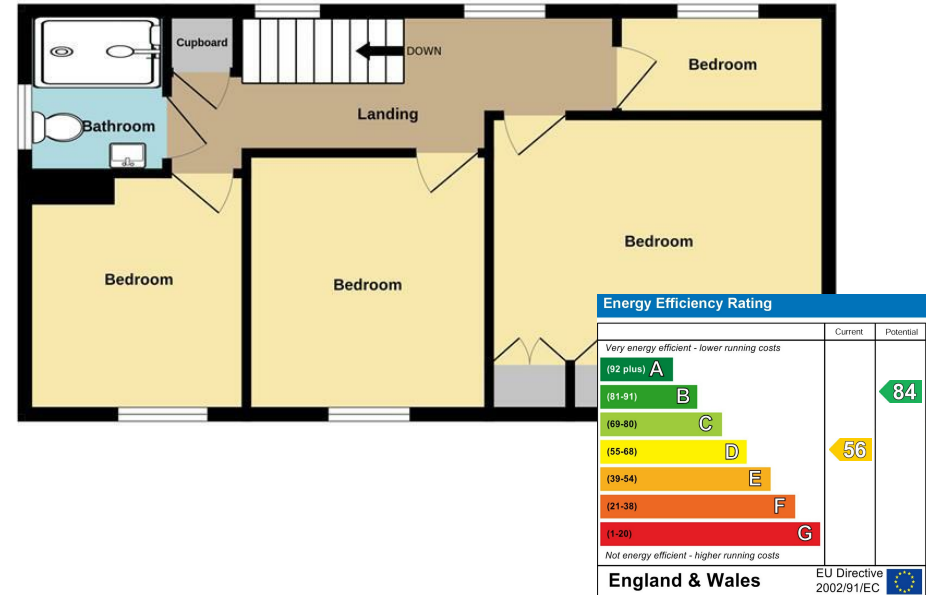 Cupboard
DOWN
Bedroom
Landing
Bathroom
Bedroom
Bedroom
Bedroom
Energy Efficiency Rating
Current Potential
Very energy efficient - lower running costs
(92 plus) A
(81-91) B
84
(69-80) C
(55-68) D
56
(39-54) E
(21-38) F
(1-20) G
Not energy efficient - higher running costs
England & Wales
EU Directive
2002/91/EC